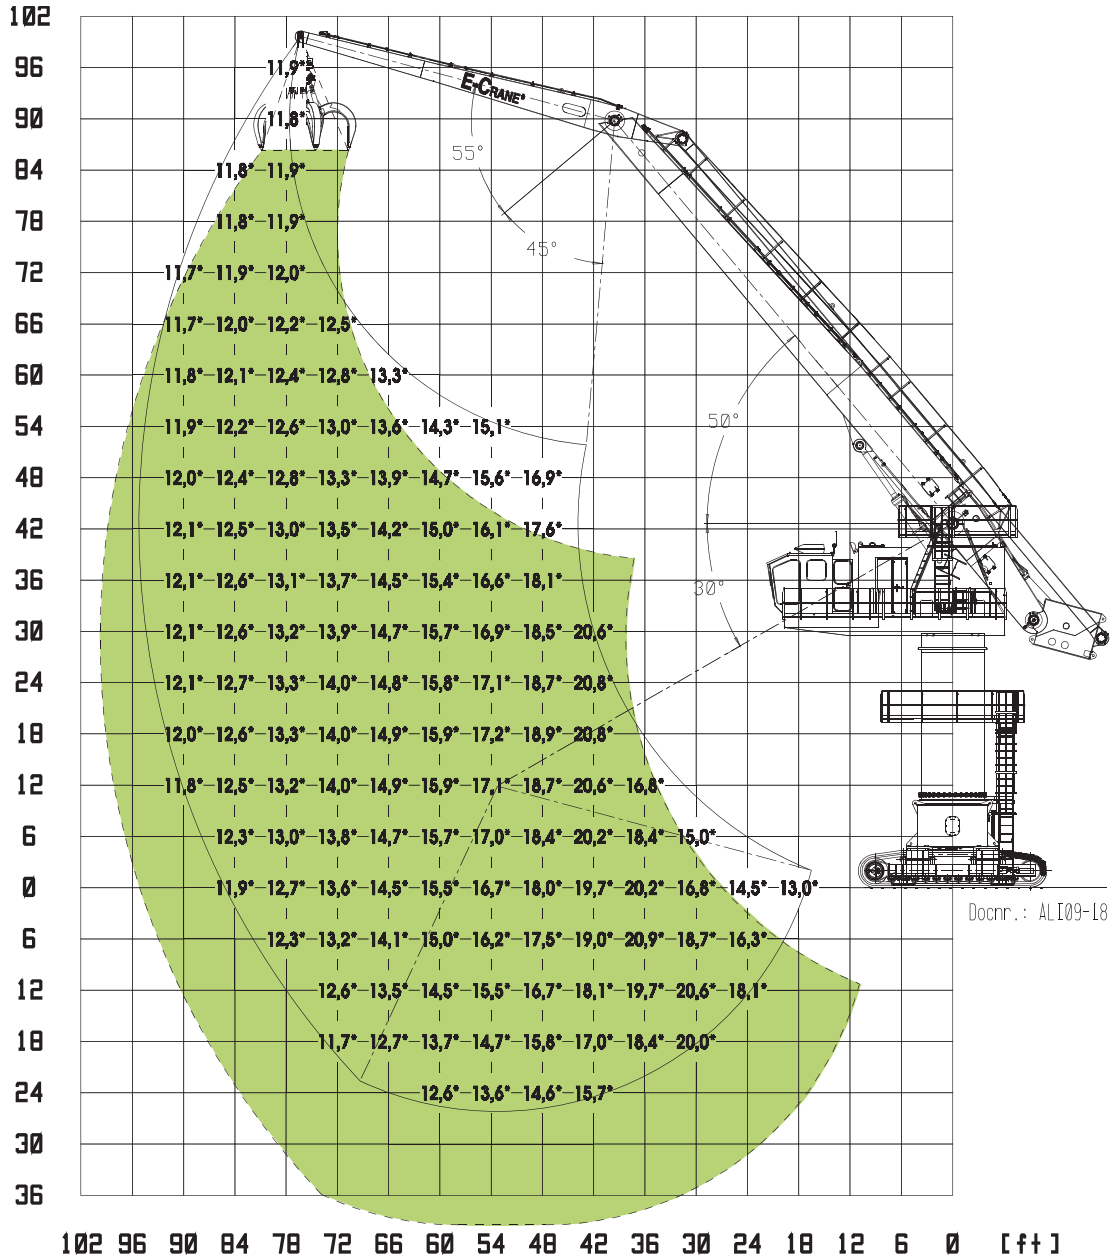 102
96 11,9*
E-CRANE®
90 11,8*
55°
84 11,8* 11,9*
78 11,8* 11,9*
45°
72 11,7* 11,9* 12,0*
66 11,7* 12,0* 12,2* 12,5*
60 11,8* 12,1* 12,4* 12,8* 13,3*
50°
54 11,9* 12,2* 12,6* 13,0* 13,6* 14,3* 15,1*
48 12,0* 12,4* 12,8* 13,3* 13,9* 14,7* 15,6* 16,9*
42 12,1* 12,5* 13,0* 13,5* 14,2* 15,0* 16,1* 17,6*
36 12,1* 12,6* 13,1* 13,7* 14,5* 15,4* 16,6* 18,1*
30°
30 12,1* 12,6* 13,2* 13,9* 14,7* 15,7* 16,9* 18,5* 20,6*
24 12,1* 12,7* 13,3* 14,0* 14,8* 15,8* 17,1* 18,7* 20,8*
18 12,0* 12,6* 13,3* 14,0* 14,9* 15,9* 17,2* 18,9* 20,8*
12 11,8* 12,5* 13,2* 14,0* 14,9* 15,9* 17,1* 18,7* 20,6* 16,8*
6 12,3* 13,0* 13,8* 14,7* 15,7* 17,0* 18,4* 20,2* 18,4* 15,0*
0 11,9* 12,7* 13,6* 14,5* 15,5* 16,7* 18,0* 19,7* 20,2* 16,8* 14,5* 13,0*
Docnr.: ALI09-18
6 12,3* 13,2* 14,1* 15,0* 16,2* 17,5* 19,0* 20,9* 18,7* 16,3*
12 12,6* 13,5* 14,5* 15,5* 16,7* 18,1* 19,7* 20,6* 18,1*
18 11,7* 12,7* 13,7* 14,7* 15,8* 17,0* 18,4* 20,0*
24 12,6* 13,6* 14,6* 15,7*
30
36
102 96 90 84 78 72 66 60 54 48 42 36 30 24 18 12 6 0 [ft]